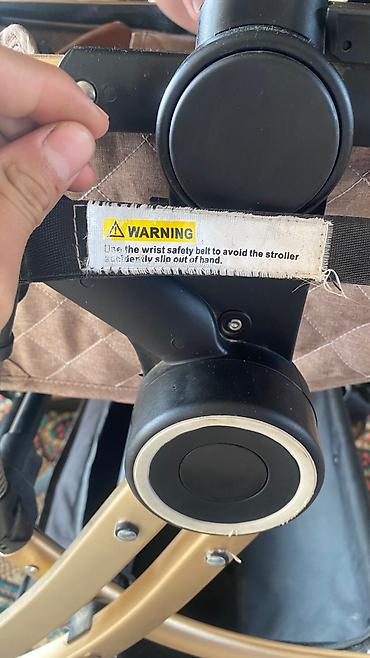 WARNING
Use the wrist safety belt to avoid the stroller
accidently slip out of hand.